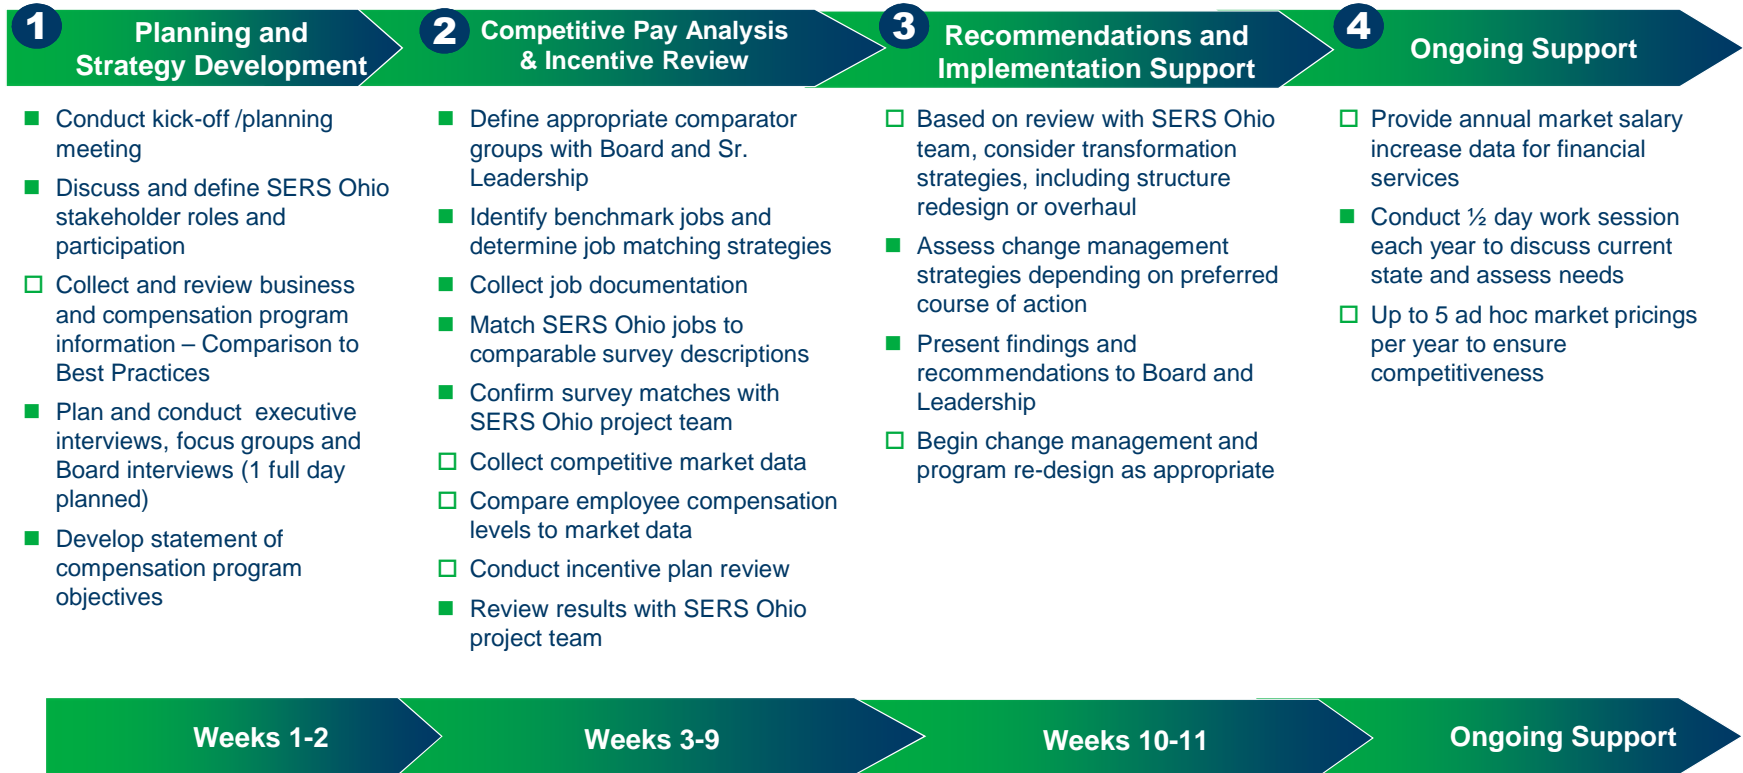 1
Planning and
Strategy Development
Conduct kick-off /planning
meeting
Discuss and define SERS Ohio
stakeholder roles and
participation
Collect and review business
and compensation program
information – Comparison to
Best Practices
Plan and conduct  executive
interviews, focus groups and
Board interviews (1 full day
planned)
Develop statement of
compensation program
objectives
2
Competitive Pay Analysis
& Incentive Review
Define appropriate comparator
groups with Board and Sr.
Leadership
Identify benchmark jobs and
determine job matching strategies
Collect job documentation
Match SERS Ohio jobs to
comparable survey descriptions
Confirm survey matches with
SERS Ohio project team
Collect competitive market data
Compare employee compensation
levels to market data
Conduct incentive plan review
Review results with SERS Ohio
project team
3
Recommendations and
Implementation Support
Based on review with SERS Ohio
team, consider transformation
strategies, including structure
redesign or overhaul
Assess change management
strategies depending on preferred
course of action
Present findings and
recommendations to Board and
Leadership
Begin change management and
program re-design as appropriate
4
Ongoing Support
Provide annual market salary
increase data for financial
services
Conduct ½ day work session
each year to discuss current
state and assess needs
Up to 5 ad hoc market pricings
per year to ensure
competitiveness
Weeks 1-2
Weeks 3-9
Weeks 10-11
Ongoing Support